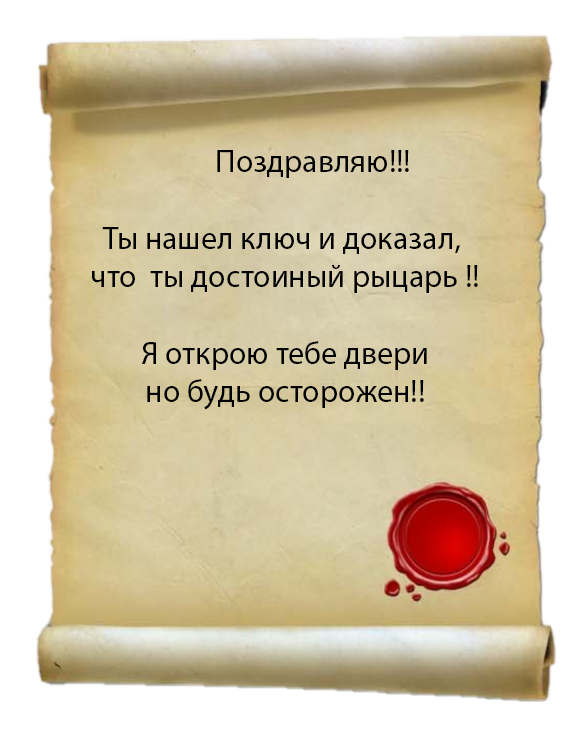 Поздравляю!!!
Ты нашел ключ и доказал,
что ты достоиный рыцарь !!
Я открою тебе двери
но будь осторожен!!